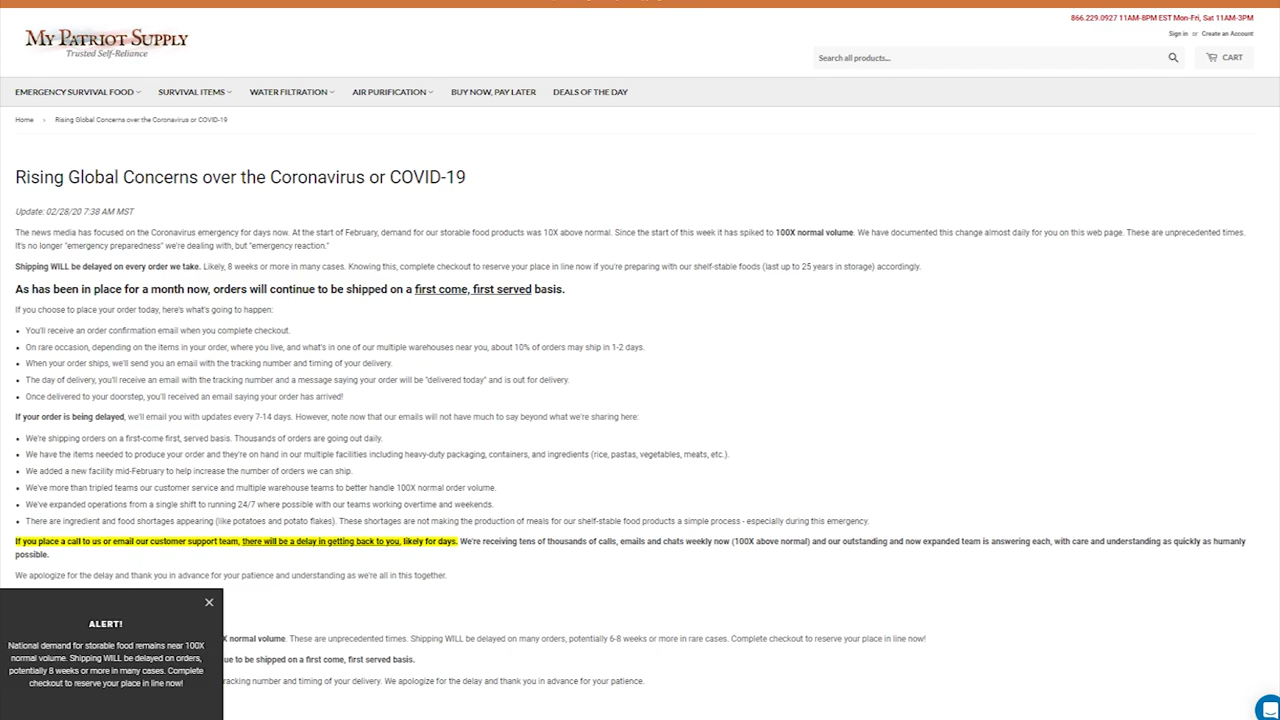 866.229.0927 11AM-8PM EST Mon-Fri, Sat 11AM-3PM
MY PATRIOT SUPPLY
Trusted Self-Reliance
Sign in or Create an Account
Search all products...
CART
EMERGENCY SURVIVAL FOOD SURVIVAL ITEMS WATER FILTRATION AIR PURIFICATION BUY NOW, PAY LATER DEALS OF THE DAY
Home › Rising Global Concerns over the Coronavirus or COVID-19
Rising Global Concerns over the Coronavirus or COVID-19
Update: 02/28/20 7:38 AM MST
The news media has focused on the Coronavirus emergency for days now. At the start of February, demand for our storable food products was 10X above normal. Since the start of this week it has spiked to 100X normal volume. We have documented this change almost daily for you on this web page. These are unprecedented times.
It's no longer "emergency preparedness" we're dealing with, but "emergency reaction."
Shipping WILL be delayed on every order we take. Likely, 8 weeks or more in many cases. Knowing this, complete checkout to reserve your place in line now if you're preparing with our shelf-stable foods (last up to 25 years in storage) accordingly.
As has been in place for a month now, orders will continue to be shipped on a first come, first served basis.
If you choose to place your order today, here's what's going to happen:
• You'll receive an order confirmation email when you complete checkout.
• On rare occasion, depending on the items in your order, where you live, and what's in one of our multiple warehouses near you, about 10% of orders may ship in 1-2 days.
• When your order ships, we'll send you an email with the tracking number and timing of your delivery.
• The day of delivery, you'll receive an email with the tracking number and a message saying your order will be "delivered today" and is out for delivery.
• Once delivered to your doorstep, you'll received an email saying your order has arrived!
If your order is being delayed, we'll email you with updates every 7-14 days. However, note now that our emails will not have much to say beyond what we're sharing here:
• We're shipping orders on a first-come first, served basis. Thousands of orders are going out daily.
• We have the items needed to produce your order and they're on hand in our multiple facilities including heavy-duty packaging, containers, and ingredients (rice, pastas, vegetables, meats, etc.).
• We added a new facility mid-February to help increase the number of orders we can ship.
• We've more than tripled teams our customer service and multiple warehouse teams to better handle 100X normal order volume.
• We've expanded operations from a single shift to running 24/7 where possible with our teams working overtime and weekends.
• There are ingredient and food shortages appearing (like potatoes and potato flakes). These shortages are not making the production of meals for our shelf-stable food products a simple process - especially during this emergency.
If you place a call to us or email our customer support team, there will be a delay in getting back to you, likely for days. We're receiving tens of thousands of calls, emails and chats weekly now (100X above normal) and our outstanding and now expanded team is answering each, with care and understanding as quickly as humanly
possible.
We apologize for the delay and thank you in advance for your patience and understanding as we're all in this together.
ALERT!
National demand for storable food remains near 100X
normal volume. Shipping WILL be delayed on orders,
potentially 8 weeks or more in many cases. Complete
checkout to reserve your place in line now!
normal volume. These are unprecedented times. Shipping WILL be delayed on many orders, potentially 6-8 weeks or more in rare cases. Complete checkout to reserve your place in line now!
to be shipped on a first come, first served basis.
number and timing of your delivery. We apologize for the delay and thank you in advance for your patience.